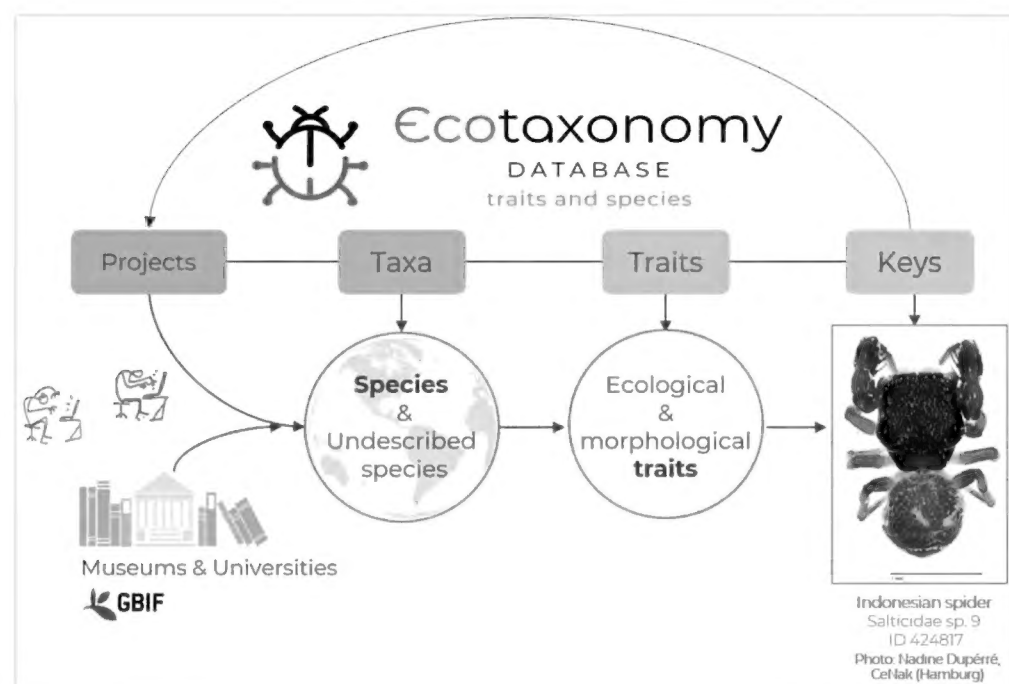 Ecotaxonomy
DATABASE
traits and species
Projects
Taxa
Traits
Keys
Species
&
Undescribed
species
Ecological
&
morphological
traits
Museums & Universities
GBIF
Indonesian spider
Salticidae sp. 9
ID 424817
Photo: Nadine Dupérré,
CeNak (Hamburg)